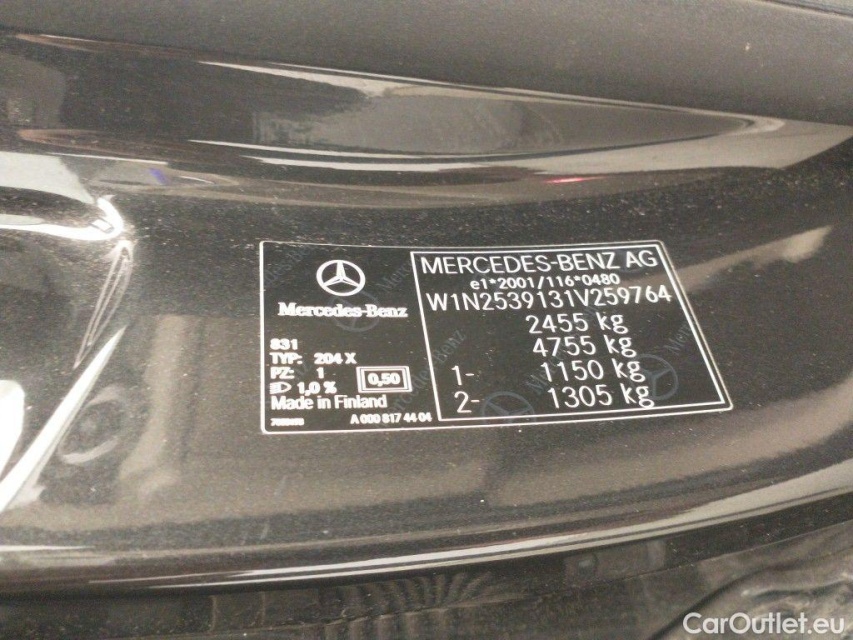 MERCEDES-BENZ AG
e1*2001/116*0480
W1N2539131V259764
2455 kg
4755 kg
1- 1150 kg
2- 1305 kg
Mercedes-Benz
831
TYP: 204 X
PZ: 1
1,0 % 0,50
Made in Finland
A 000 817 44 04
CarOutlet.eu